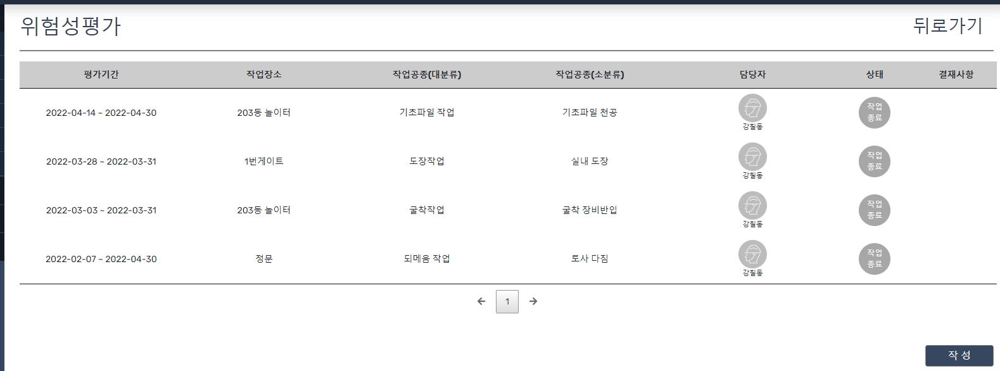 위험성평가 뒤로가기
평가기간 작업장소 작업공종(대분류) 작업공종(소분류) 담당자 상태 결재사항
2022-04-14 ~ 2022-04-30 203동 놀이터 기초파일 작업 기초파일 천공 강칠동 작업 종료
2022-03-28 ~ 2022-03-31 1번게이트 도장작업 실내 도장 강칠동 작업 종료
2022-03-03 ~ 2022-03-31 203동 놀이터 굴착작업 굴착 장비반입 강칠동 작업 종료
2022-02-07 ~ 2022-04-30 정문 되메움 작업 토사 다짐 강칠동 작업 종료
← 1 →
작 성